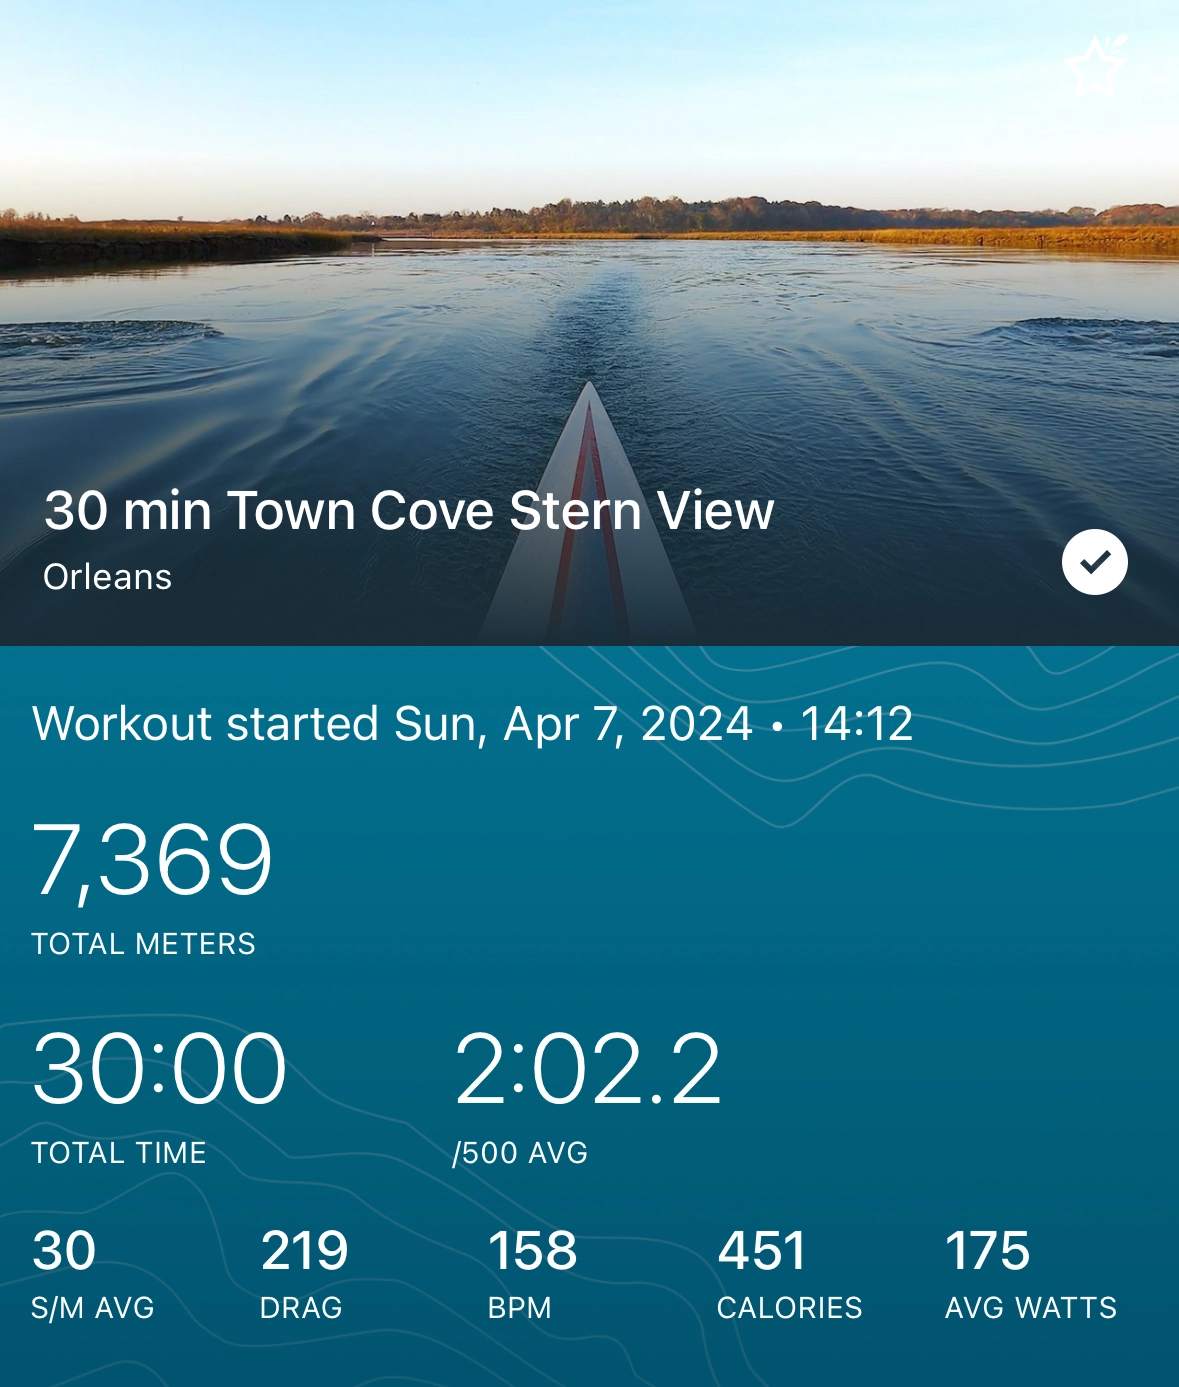 30 min Town Cove Stern View
Orleans
Workout started Sun, Apr 7, 2024 • 14:12
7,369
TOTAL METERS
30:00 2:02.2
TOTAL TIME /500 AVG
30 219 158 451 175
S/M AVG DRAG BPM CALORIES AVG WATTS